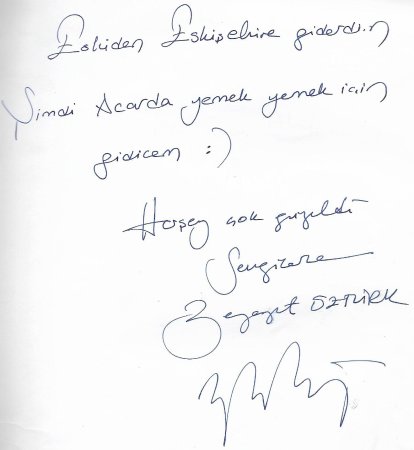 Eskiden Eskişehire giderdim
Şimdi Acarda yemek yemek için
gidicem :)
Herşey çok güzeldi
Sevgilerle
Beyazıt ÖZTÜRK